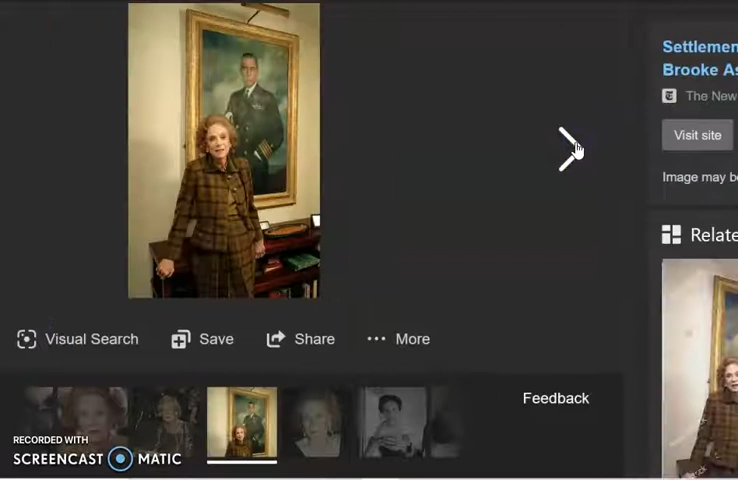 Settlemen
Brooke As
The New
Visit site
Image may be
Relate
Visual Search
Save
Share
More
Feedback
RECORDED WITH
SCREENCAST MATIC